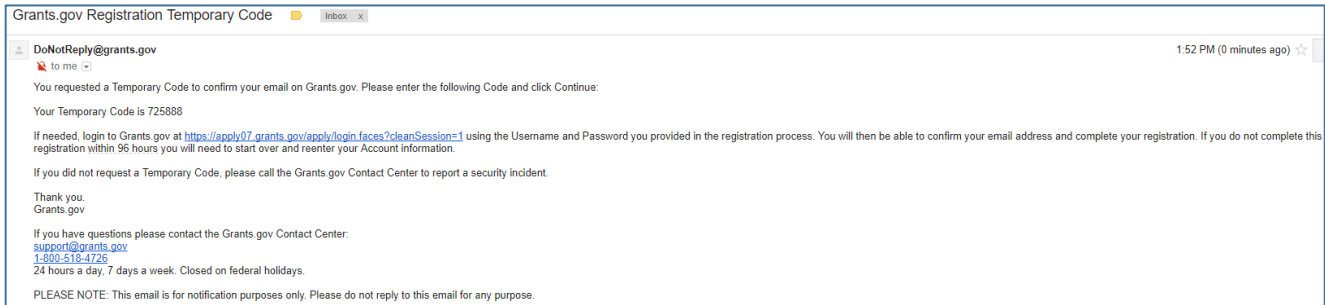 Grants.gov Registration Temporary Code Inbox x
DoNotReply@grants.gov 1:52 PM (0 minutes ago)
to me
You requested a Temporary Code to confirm your email on Grants.gov. Please enter the following Code and click Continue:
Your Temporary Code is 725888
If needed, login to Grants.gov at https://apply07.grants.gov/apply/login.faces?cleanSession=1 using the Username and Password you provided in the registration process. You will then be able to confirm your email address and complete your registration. If you do not complete this
registration within 96 hours you will need to start over and reenter your Account information.
If you did not request a Temporary Code, please call the Grants.gov Contact Center to report a security incident.
Thank you.
Grants.gov
If you have questions please contact the Grants.gov Contact Center:
support@grants.gov
1-800-518-4726
24 hours a day, 7 days a week. Closed on federal holidays.
PLEASE NOTE: This email is for notification purposes only. Please do not reply to this email for any purpose.